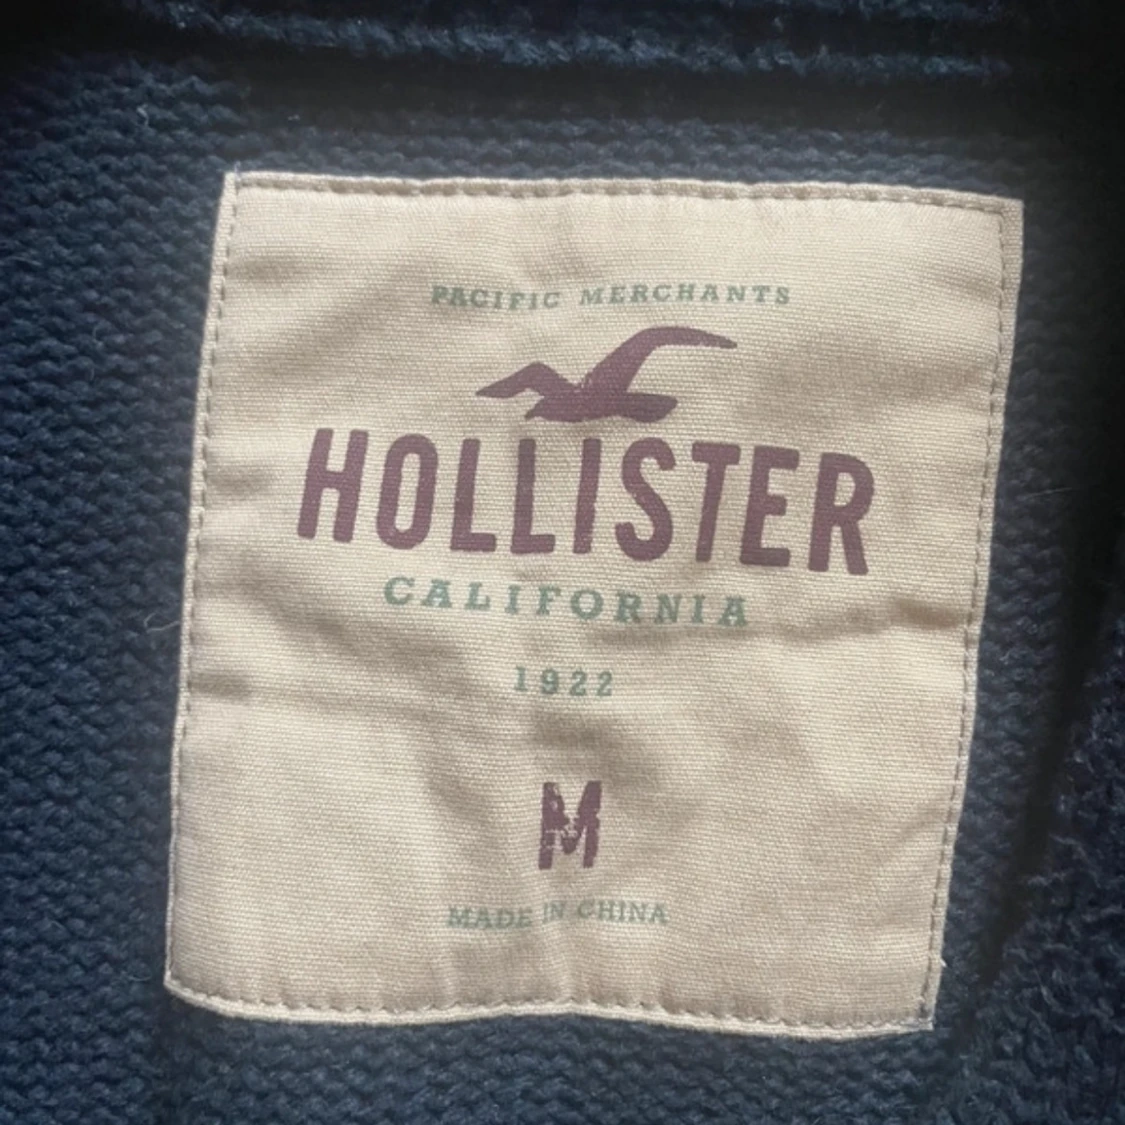 PACIFIC MERCHANTS
HOLLISTER
CALIFORNIA
1922
M
MADE IN CHINA